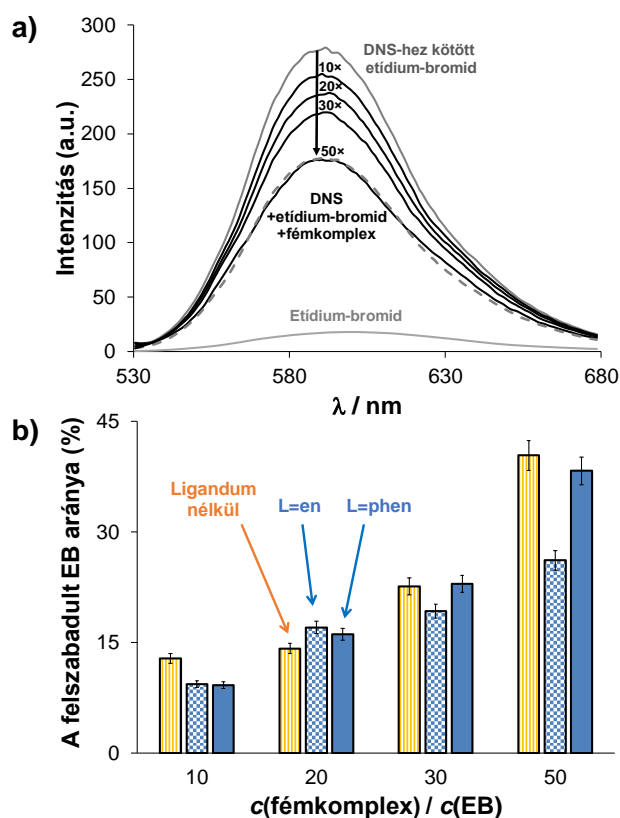 a)
Intenzitás (a.u.)
300
250
200
150
100
50
0
DNS-hez kötött
etídium-bromid
10×
20×
30×
50×
DNS
+etídium-bromid
+fémkomplex
Etídium-bromid
530
580
630
680
λ / nm
b)
A felszabadult EB aránya (%)
45
30
15
0
Ligandum
nélkül
L=en
L=phen
10
20
30
50
c(fémkomplex) / c(EB)